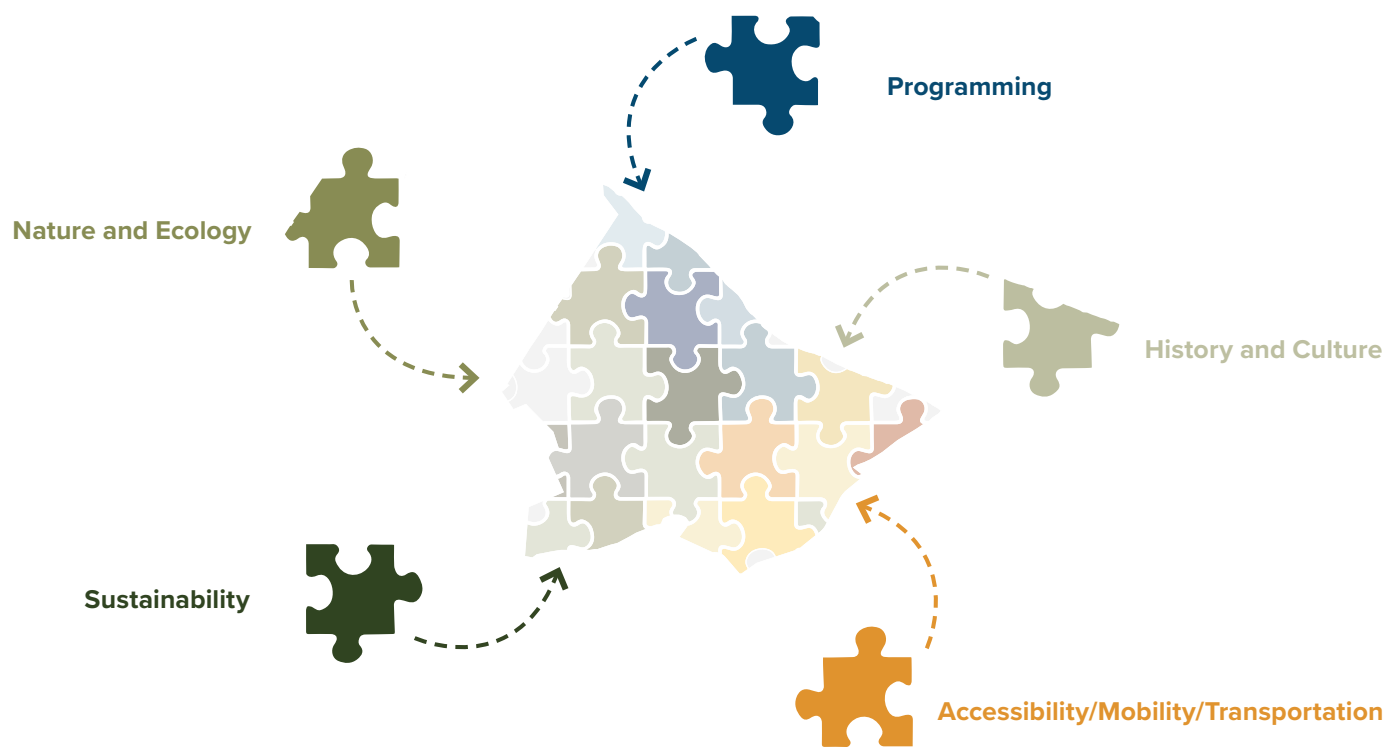 Programming
Nature and Ecology
History and Culture
Sustainability
Accessibility/Mobility/Transportation